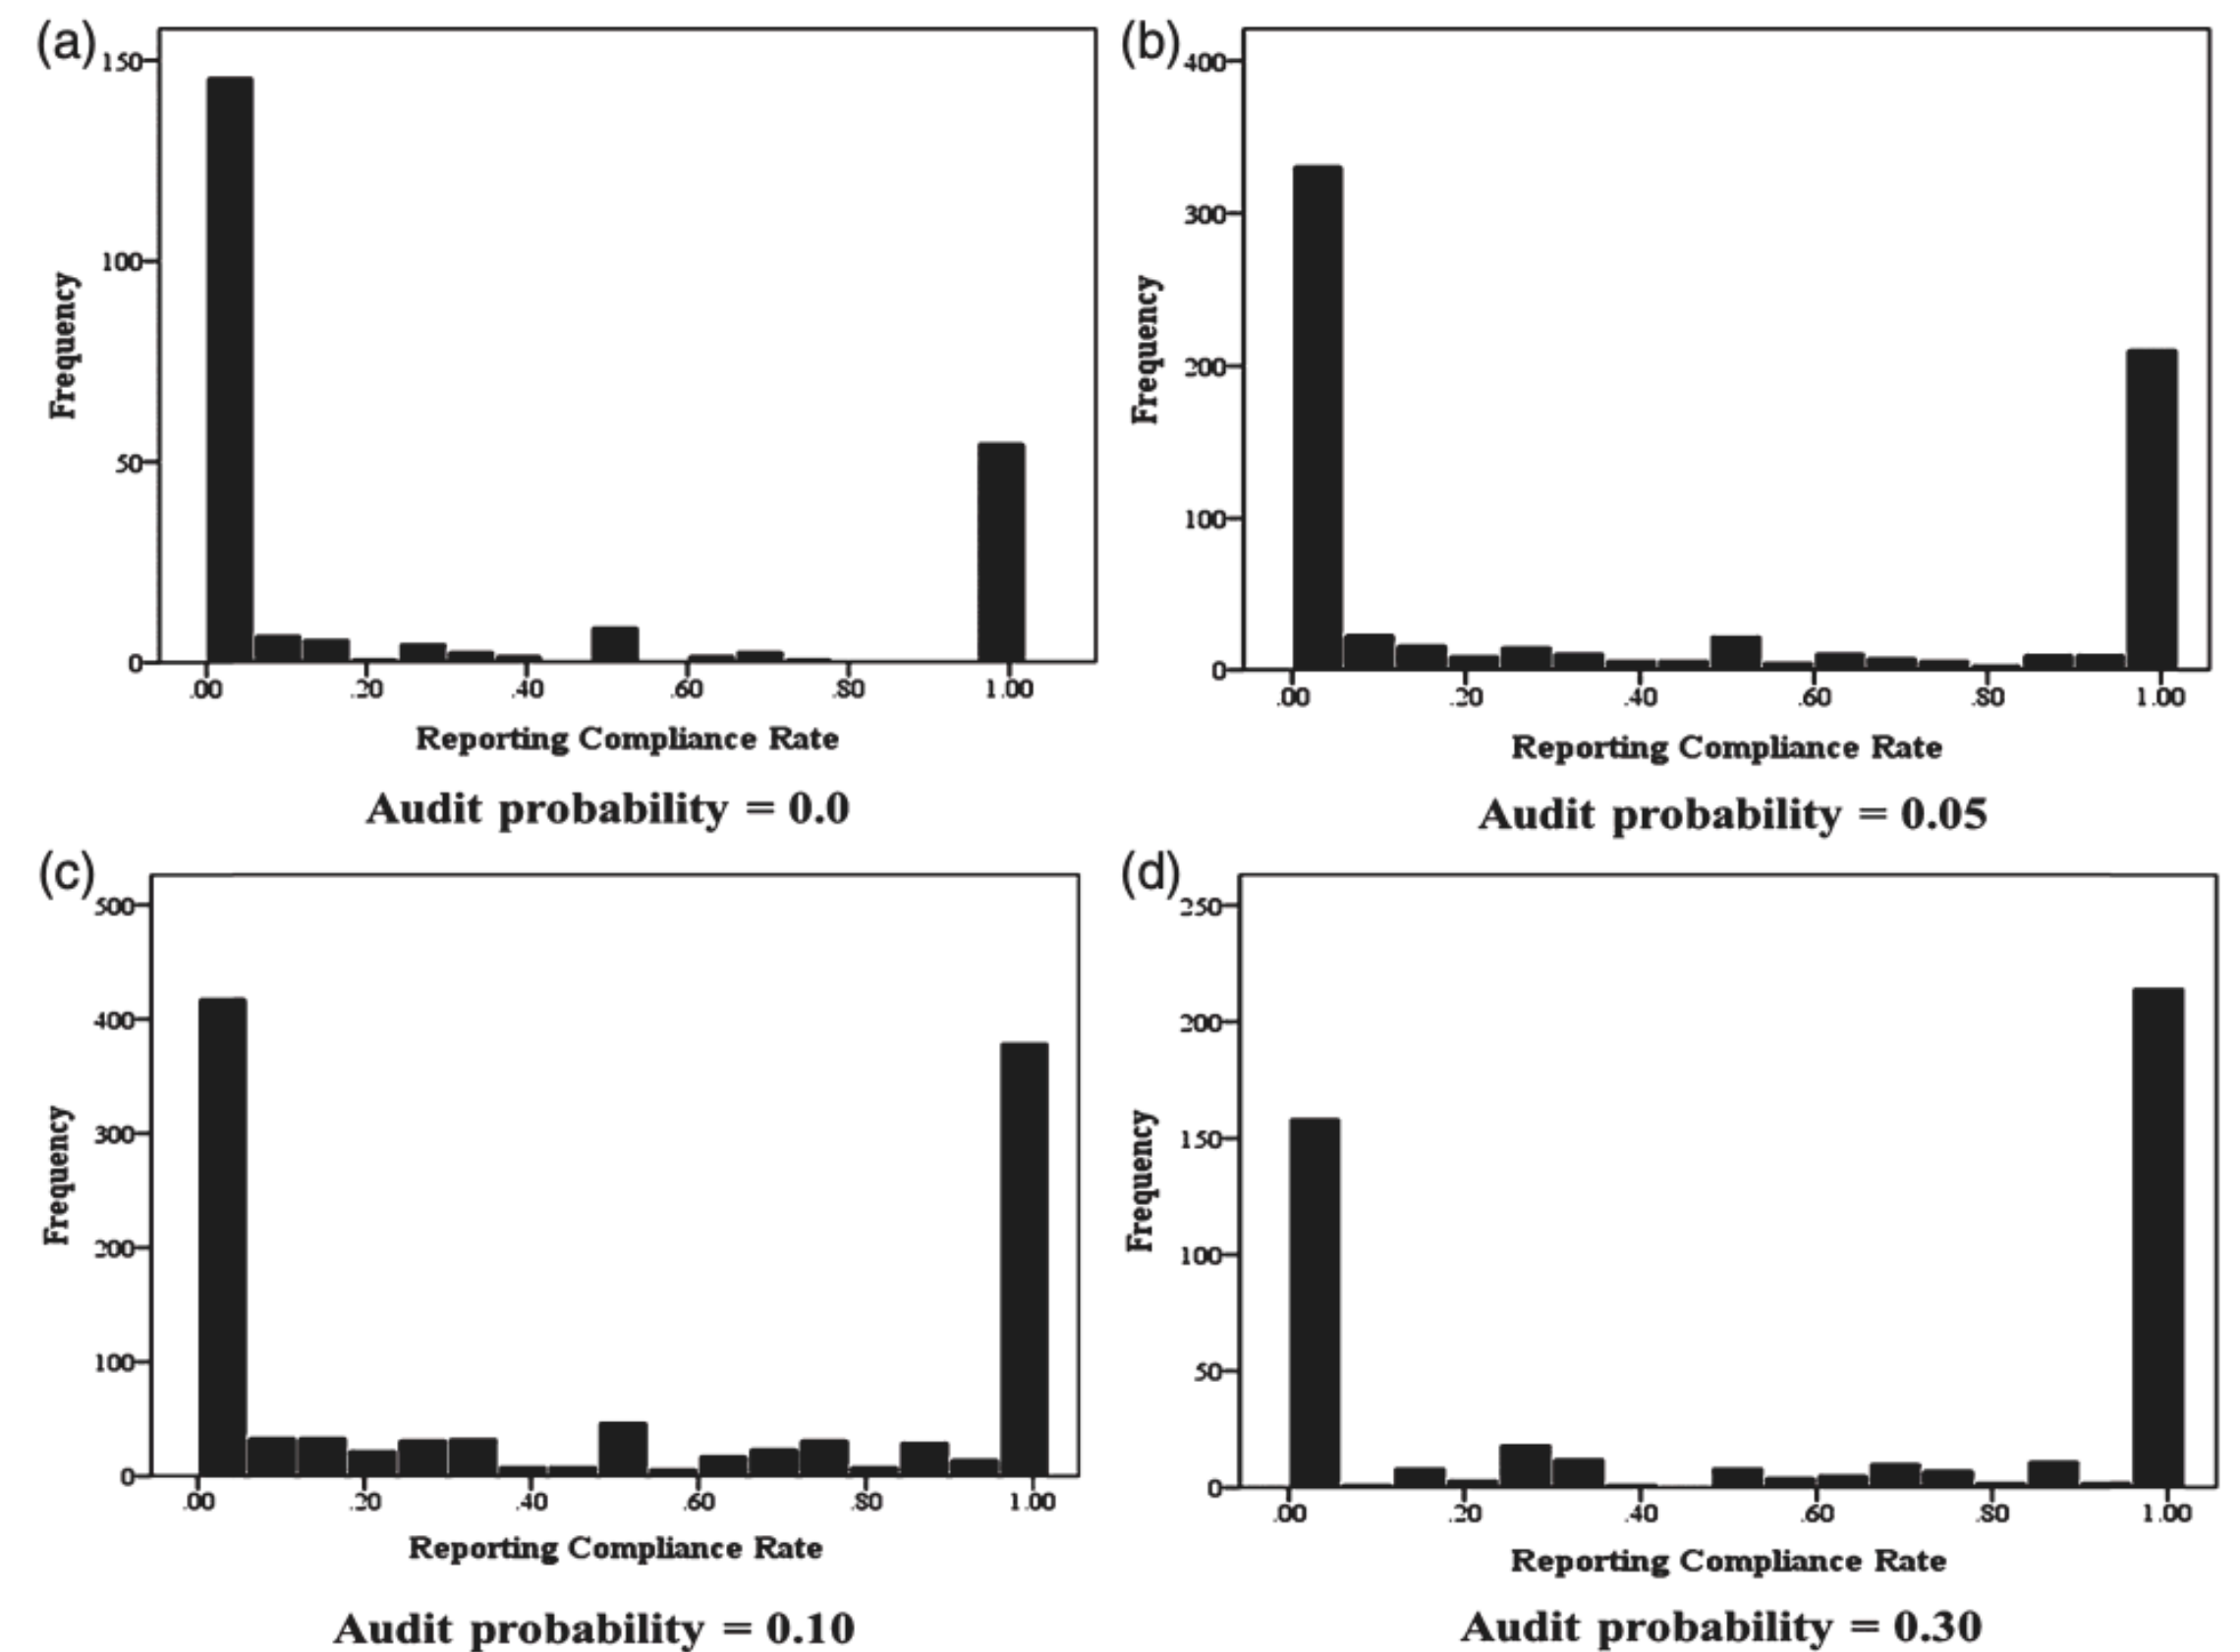 (a)
150
100
50
0
Frequency
.00 .20 .40 .60 .80 1.00
Reporting Compliance Rate
Audit probability = 0.0
(b)
400
300
200
100
0
Frequency
.00 .20 .40 .60 .80 1.00
Reporting Compliance Rate
Audit probability = 0.05
(c)
500
400
300
200
100
0
Frequency
.00 .20 .40 .60 .80 1.00
Reporting Compliance Rate
Audit probability = 0.10
(d)
250
200
150
100
50
0
Frequency
.00 .20 .40 .60 .80 1.00
Reporting Compliance Rate
Audit probability = 0.30